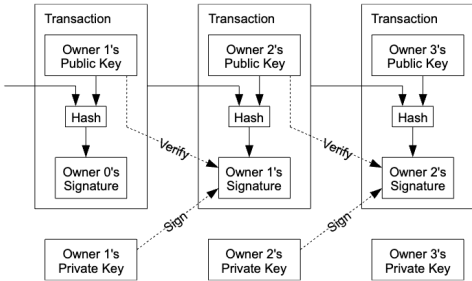 Transaction
Owner 1's
Public Key
Hash
Owner 0's
Signature
Transaction
Owner 2's
Public Key
Hash
Verify
Owner 1's
Signature
Transaction
Owner 3's
Public Key
Hash
Verify
Owner 2's
Signature
Owner 1's
Private Key
Sign
Owner 2's
Private Key
Sign
Owner 3's
Private Key